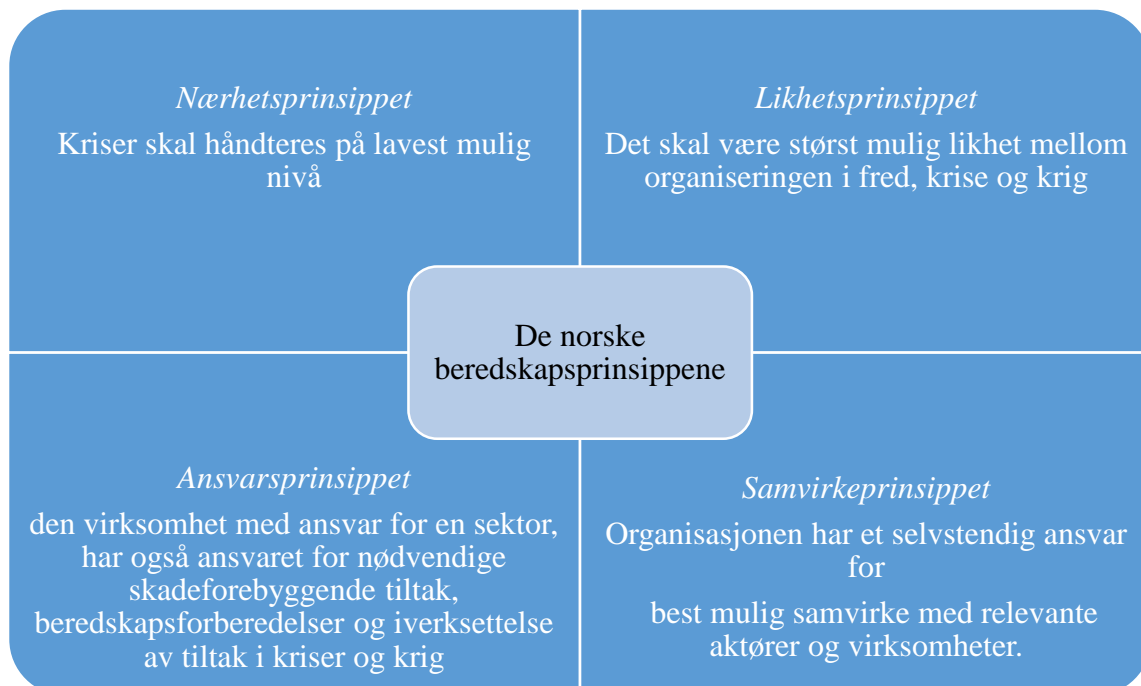 Nærhetsprinsippet
Kriser skal håndteres på lavest mulig
nivå
Likhetsprinsippet
Det skal være størst mulig likhet mellom
organiseringen i fred, krise og krig
De norske
beredskapsprinsippene
Ansvarsprinsippet
den virksomhet med ansvar for en sektor,
har også ansvaret for nødvendige
skadeforebyggende tiltak,
beredskapsforberedelser og iverksettelse
av tiltak i kriser og krig
Samvirkeprinsippet
Organisasjonen har et selvstendig ansvar
for
best mulig samvirke med relevante
aktører og virksomheter.